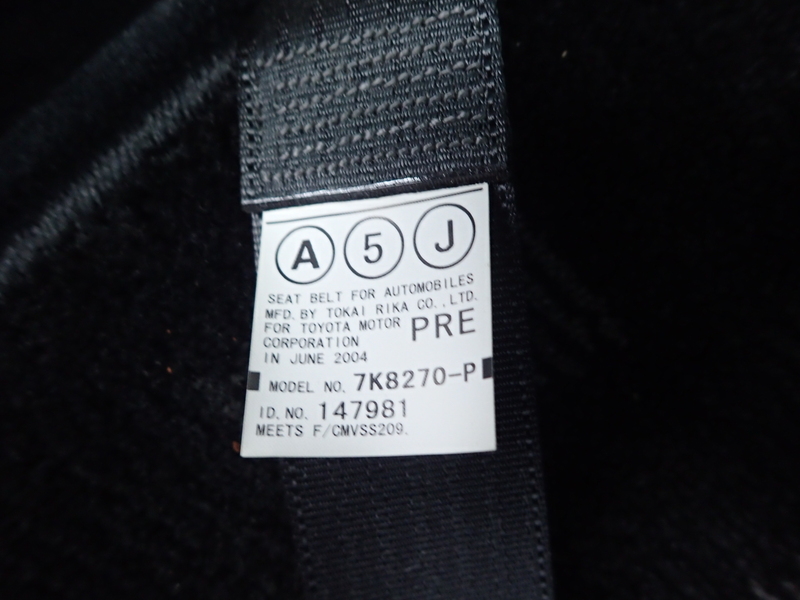 A 5 J
SEAT BELT FOR AUTOMOBILES
MFD. BY TOKAI RIKA CO.,LTD.
FOR TOYOTA MOTOR PRE
CORPORATION
IN JUNE 2004
MODEL NO. 7K8270-P
ID. NO. 147981
MEETS F/CMVSS209.